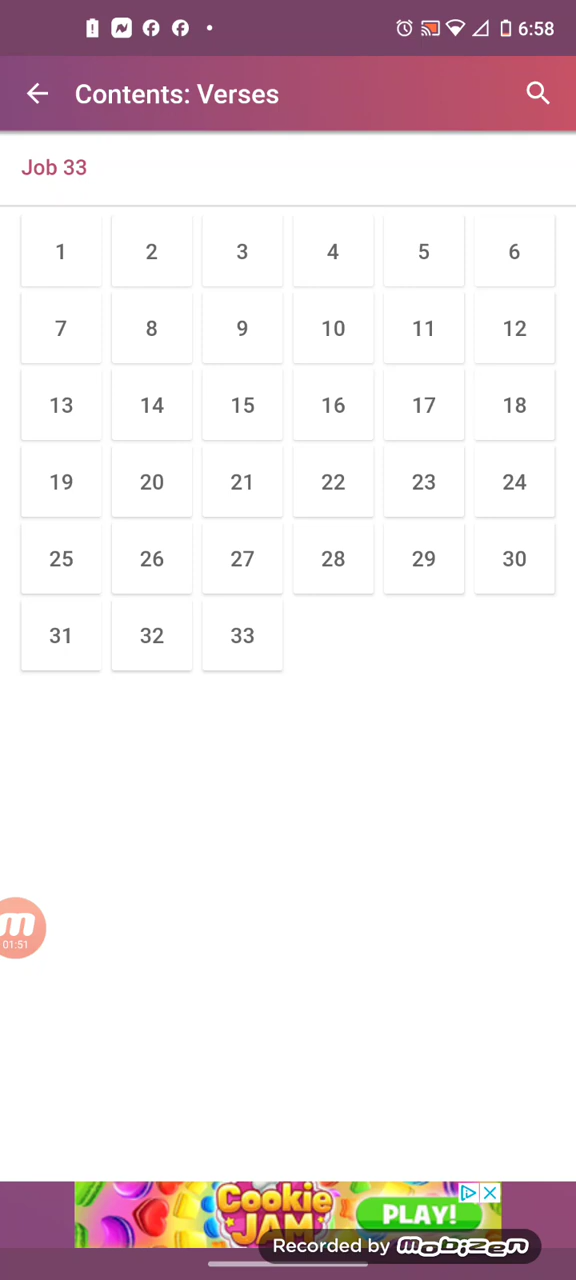 6:58
Contents: Verses
Job 33
1 2 3 4 5 6
7 8 9 10 11 12
13 14 15 16 17 18
19 20 21 22 23 24
25 26 27 28 29 30
31 32 33
m
01:51
Cookie
JAM
PLAY!
Recorded by mobizen